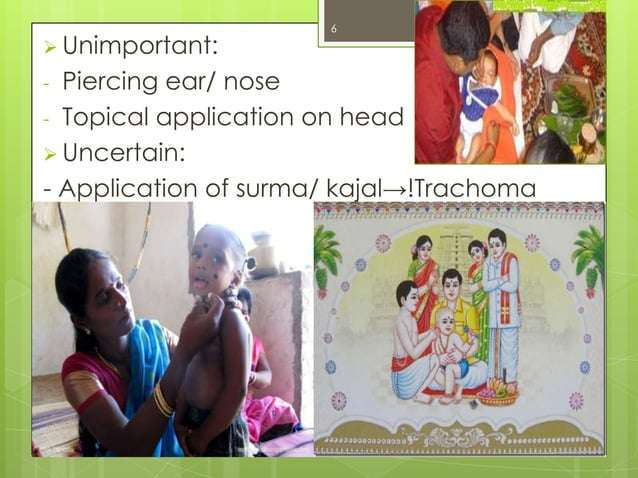 6
➢ Unimportant:
- Piercing ear/ nose
- Topical application on head
➢ Uncertain:
- Application of surma/ kajal→!Trachoma